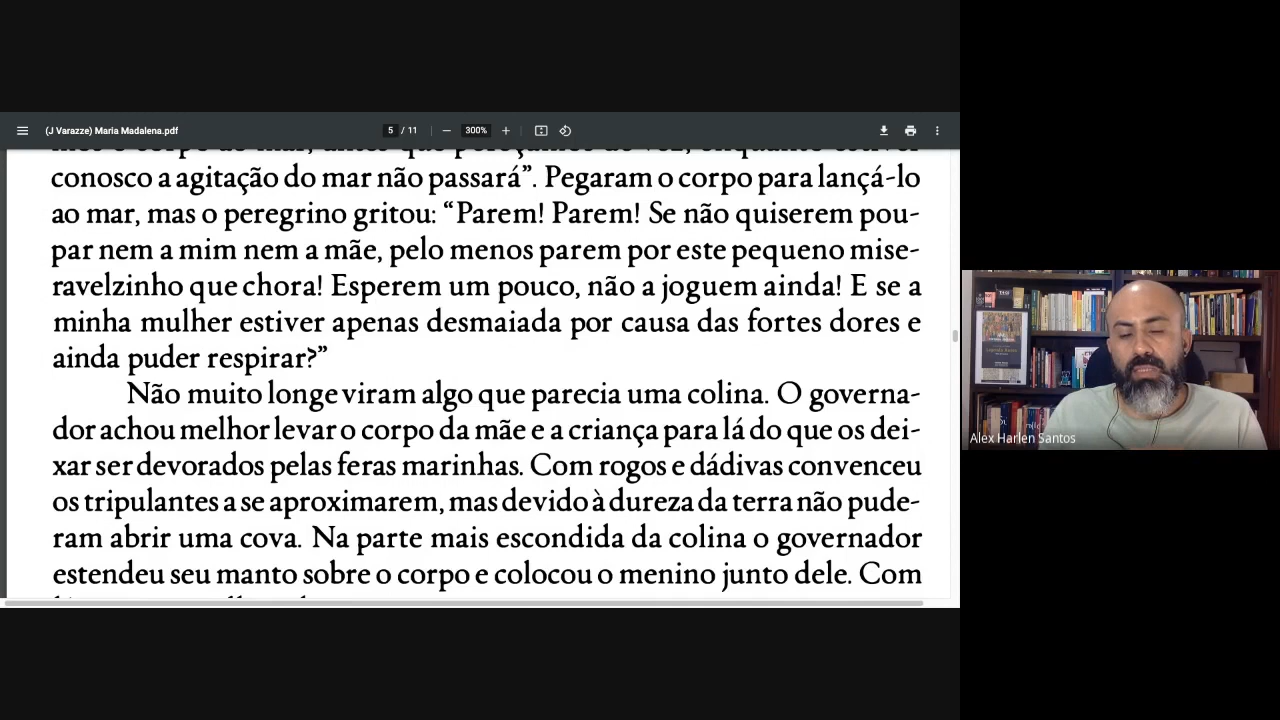 (J Varazze) Maria Madalena.pdf
5 / 11
300%
conosco a agitação do mar não passará”. Pegaram o corpo para lançá-lo
ao mar, mas o peregrino gritou: “Parem! Parem! Se não quiserem pou-
par nem a mim nem a mãe, pelo menos parem por este pequeno mise-
ravelzinho que chora! Esperem um pouco, não a joguem ainda! E se a
minha mulher estiver apenas desmaiada por causa das fortes dores e
ainda puder respirar?”
Não muito longe viram algo que parecia uma colina. O governa-
dor achou melhor levar o corpo da mãe e a criança para lá do que os dei-
xar ser devorados pelas feras marinhas. Com rogos e dádivas convenceu
os tripulantes a se aproximarem, mas devido à dureza da terra não pude-
ram abrir uma cova. Na parte mais escondida da colina o governador
estendeu seu manto sobre o corpo e colocou o menino junto dele. Com
Alex Harlen Santos